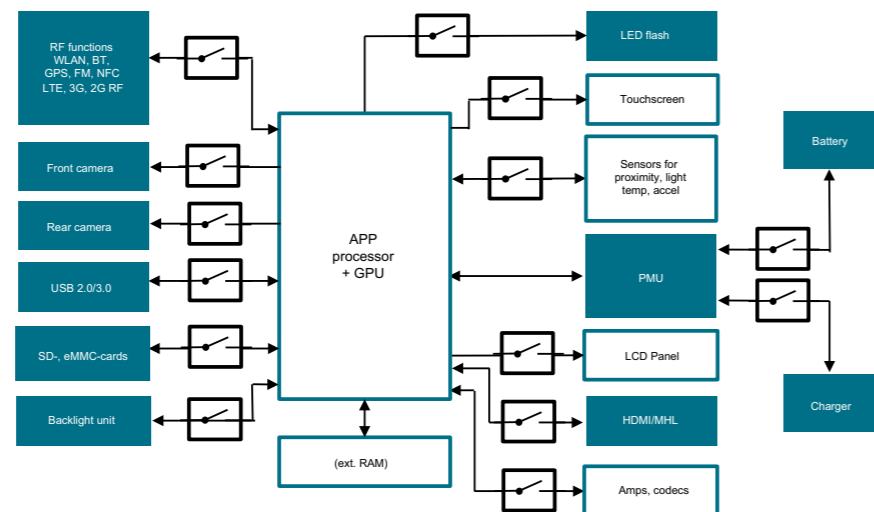 RF functions
WLAN, BT,
GPS, FM, NFC
LTE, 3G, 2G RF
Front camera
Rear camera
USB 2.0/3.0
SD-, eMMC-cards
Backlight unit
APP
processor
+ GPU
(ext. RAM)
LED flash
Touchscreen
Sensors for
proximity, light
temp, accel
PMU
LCD Panel
HDMI/MHL
Amps, codecs
Battery
Charger